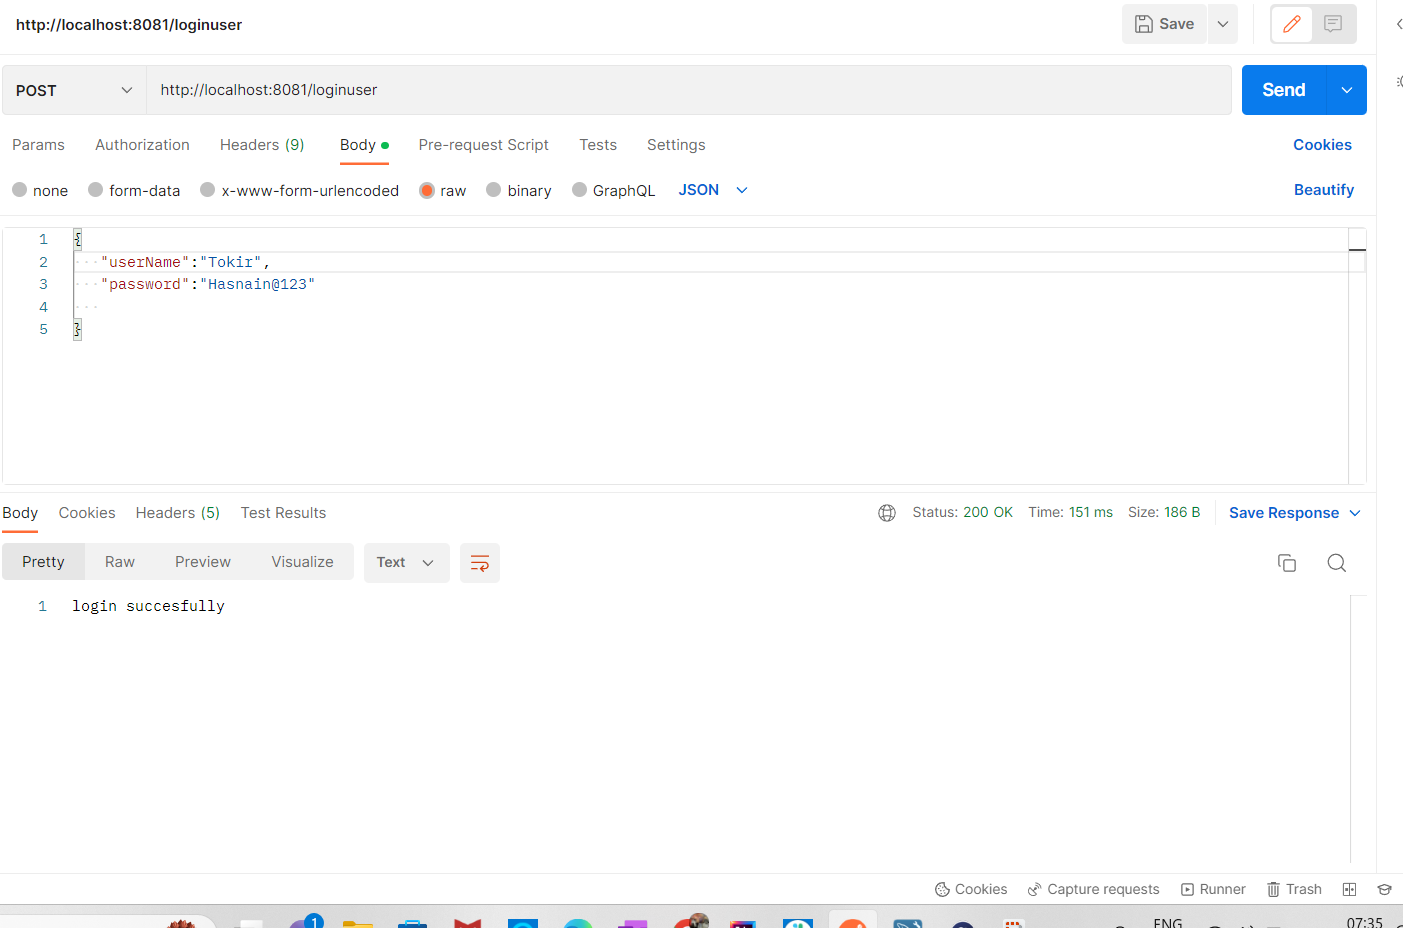 http://localhost:8081/loginuser
Save
POST
http://localhost:8081/loginuser
Send
Params Authorization Headers (9) Body Pre-request Script Tests Settings Cookies
none form-data x-www-form-urlencoded raw binary GraphQL JSON Beautify
1 {
2 "userName":"Tokir",
3 "password":"Hasnain@123"
4
5 }
Body Cookies Headers (5) Test Results Status: 200 OK Time: 151 ms Size: 186 B Save Response
Pretty Raw Preview Visualize Text
1 login succesfully
Cookies Capture requests Runner Trash
1 ENG 07:35